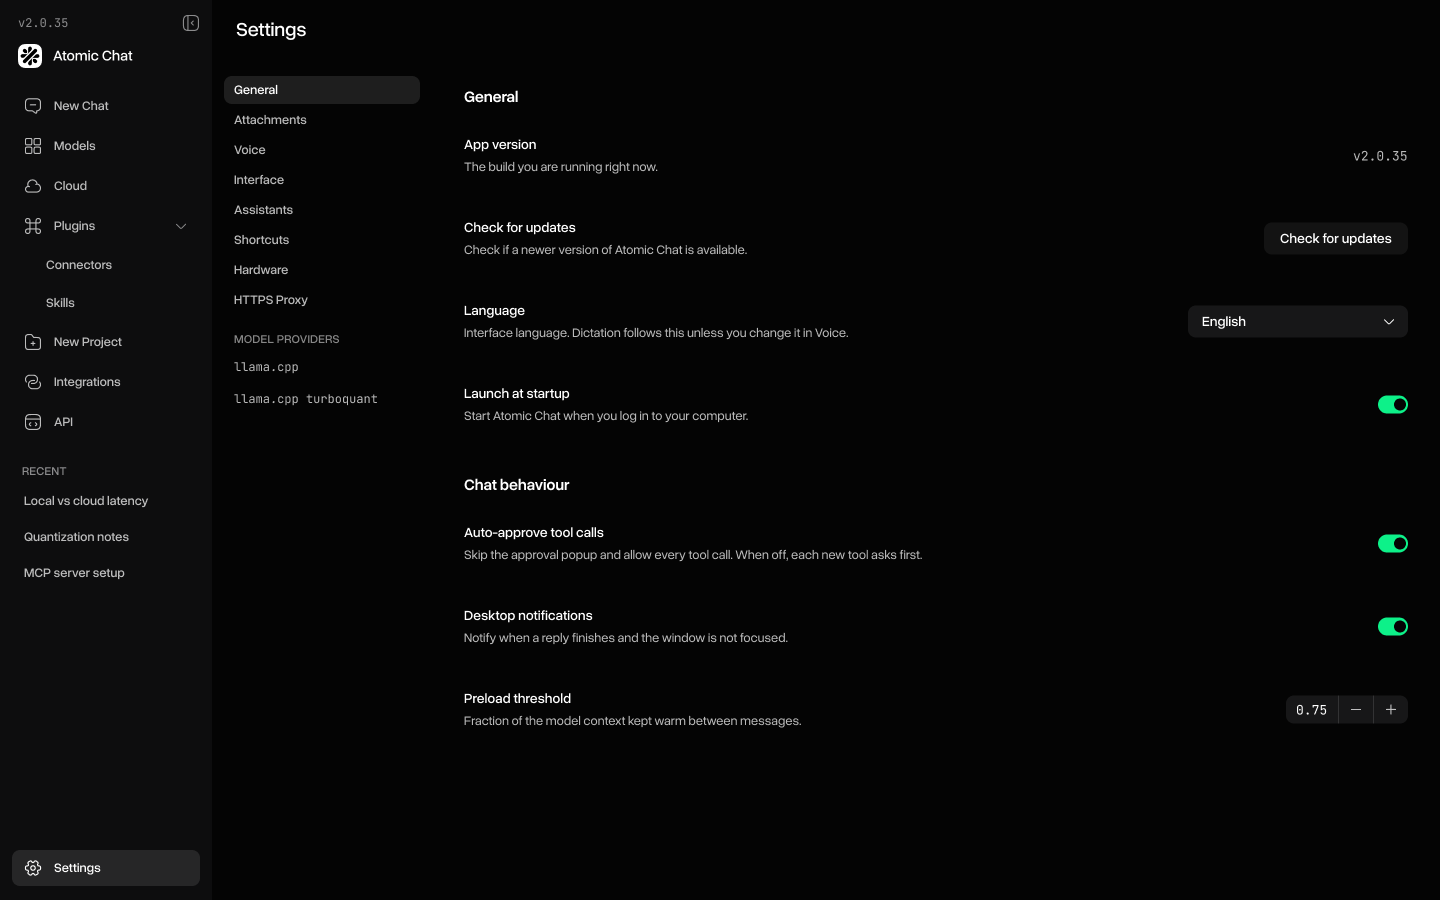 v2.0.35
Atomic Chat
New Chat
Models
Cloud
Plugins
Connectors
Skills
New Project
Integrations
API
RECENT
Local vs cloud latency
Quantization notes
MCP server setup
Settings
Settings
General
Attachments
Voice
Interface
Assistants
Shortcuts
Hardware
HTTPS Proxy
MODEL PROVIDERS
llama.cpp
llama.cpp turboquant
General
App version
The build you are running right now.
v2.0.35
Check for updates
Check if a newer version of Atomic Chat is available.
Check for updates
Language
Interface language. Dictation follows this unless you change it in Voice.
English
Launch at startup
Start Atomic Chat when you log in to your computer.
Chat behaviour
Auto-approve tool calls
Skip the approval popup and allow every tool call. When off, each new tool asks first.
Desktop notifications
Notify when a reply finishes and the window is not focused.
Preload threshold
Fraction of the model context kept warm between messages.
0.75